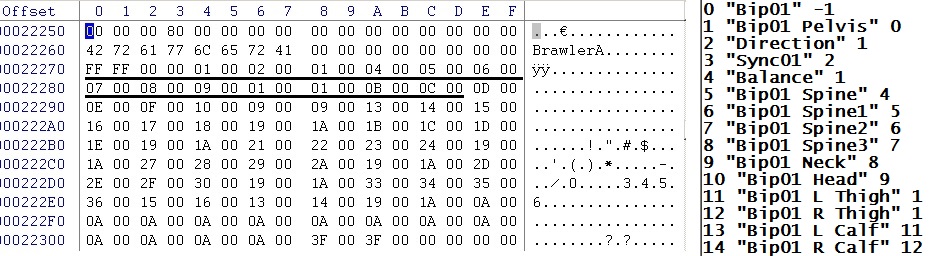 Offset 0 1 2 3 4 5 6 7 8 9 A B C D E F
00022250 00 00 00 80 00 00 00 00 00 00 00 00 00 00 00 00 ...€............
00022260 42 72 61 77 6C 65 72 41 00 00 00 00 00 00 00 00 BrawlerA........
00022270 FF FF 00 00 01 00 02 00 01 00 04 00 05 00 06 00 ÿÿ..............
00022280 07 00 08 00 09 00 01 00 01 00 0B 00 0C 00 0D 00 ................
00022290 0E 00 0F 00 10 00 09 00 09 00 13 00 14 00 15 00 ................
000222A0 16 00 17 00 18 00 19 00 1A 00 1B 00 1C 00 1D 00 ................
000222B0 1E 00 19 00 1A 00 21 00 22 00 23 00 24 00 19 00 ......!.".#.$...
000222C0 1A 00 27 00 28 00 29 00 2A 00 19 00 1A 00 2D 00 ..'.(.).*.....-.
000222D0 2E 00 2F 00 30 00 19 00 1A 00 33 00 34 00 35 00 ../.0.....3.4.5.
000222E0 36 00 15 00 16 00 13 00 14 00 19 00 1A 00 0A 00 6...............
000222F0 0A 00 0A 00 0A 00 0A 00 0A 00 0A 00 0A 00 0A 00 ................
00022300 0A 00 0A 00 0A 00 00 00 3F 00 3F 00 00 00 00 00 ........?.?.....
0 "Bip01" -1
1 "Bip01 Pelvis" 0
2 "Direction" 1
3 "Sync01" 2
4 "Balance" 1
5 "Bip01 Spine" 4
6 "Bip01 Spine1" 5
7 "Bip01 Spine2" 6
8 "Bip01 Spine3" 7
9 "Bip01 Neck" 8
10 "Bip01 Head" 9
11 "Bip01 L Thigh" 1
12 "Bip01 R Thigh" 1
13 "Bip01 L Calf" 11
14 "Bip01 R Calf" 12